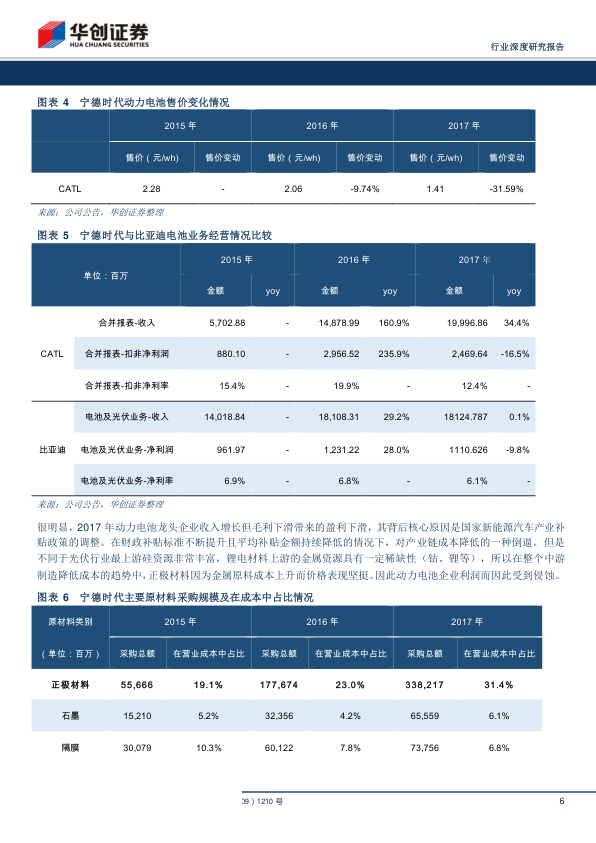 华创证券
HUA CHUANG SECURITIES
行业深度研究报告
图表 4 宁德时代动力电池售价变化情况
2015 年 2016 年 2017 年
售价（元/wh) 售价变动 售价（元/wh) 售价变动 售价（元/wh) 售价变动
CATL 2.28 - 2.06 -9.74% 1.41 -31.59%
来源：公司公告，华创证券整理
图表 5 宁德时代与比亚迪电池业务经营情况比较
单位：百万 2015 年 2016 年 2017 年
金额 yoy 金额 yoy 金额 yoy
CATL
合并报表-收入 5,702.88 - 14,878.99 160.9% 19,996.86 34.4%
合并报表-扣非净利润 880.10 - 2,956.52 235.9% 2,469.64 -16.5%
合并报表-扣非净利率 15.4% - 19.9% - 12.4% -
比亚迪
电池及光伏业务-收入 14,018.84 - 18,108.31 29.2% 18124.787 0.1%
电池及光伏业务-净利润 961.97 - 1,231.22 28.0% 1110.626 -9.8%
电池及光伏业务-净利率 6.9% - 6.8% - 6.1% -
来源：公司公告，华创证券整理
很明显，2017 年动力电池龙头企业收入增长但毛利下滑带来的盈利下滑，其背后核心原因是国家新能源汽车产业补
贴政策的调整。在财政补贴标准不断提升且平均补贴金额持续降低的情况下，对产业链成本降低的一种倒逼。但是
不同于光伏行业最上游硅资源非常丰富，锂电材料上游的金属资源具有一定稀缺性（钴、锂等），所以在整个中游
制造降低成本的趋势中，正极材料因为金属原料成本上升而价格表现坚挺。因此动力电池企业利润而因此受到侵蚀。
图表 6 宁德时代主要原材料采购规模及在成本中占比情况
原材料类别 2015 年 2016 年 2017 年
（单位：百万） 采购总额 在营业成本中占比 采购总额 在营业成本中占比 采购总额 在营业成本中占比
正极材料 55,666 19.1% 177,674 23.0% 338,217 31.4%
石墨 15,210 5.2% 32,356 4.2% 65,559 6.1%
隔膜 30,079 10.3% 60,122 7.8% 73,756 6.8%
09）1210 号
6